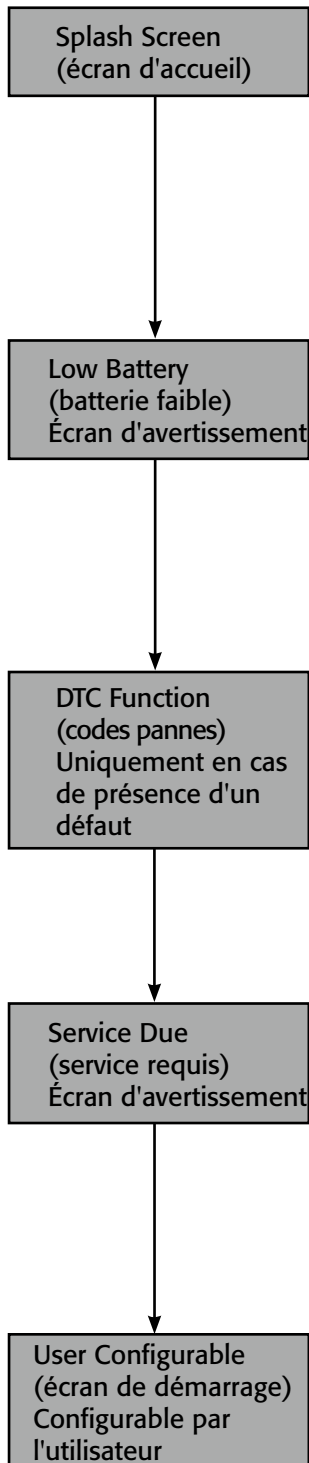 Splash Screen
(écran d'accueil)
Low Battery
(batterie faible)
Écran d'avertissement
DTC Function
(codes pannes)
Uniquement en cas
de présence d'un
défaut
Service Due
(service requis)
Écran d'avertissement
User Configurable
(écran de démarrage)
Configurable par
l'utilisateur